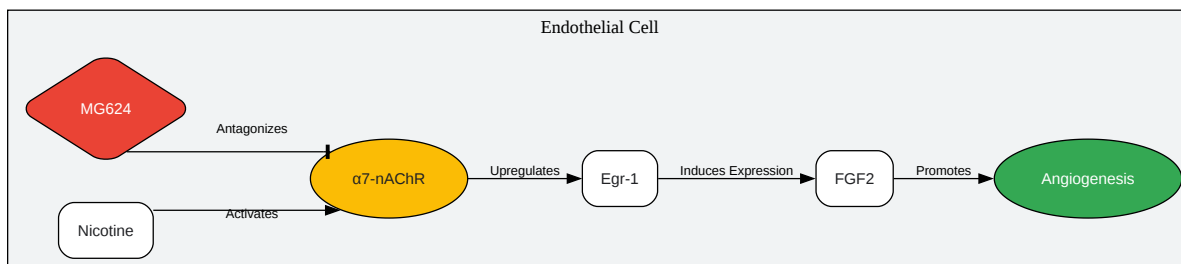 Endothelial Cell
MG624
Antagonizes
α7-nAChR
Upregulates
Egr-1
Induces Expression
FGF2
Promotes
Angiogenesis
Activates
Nicotine